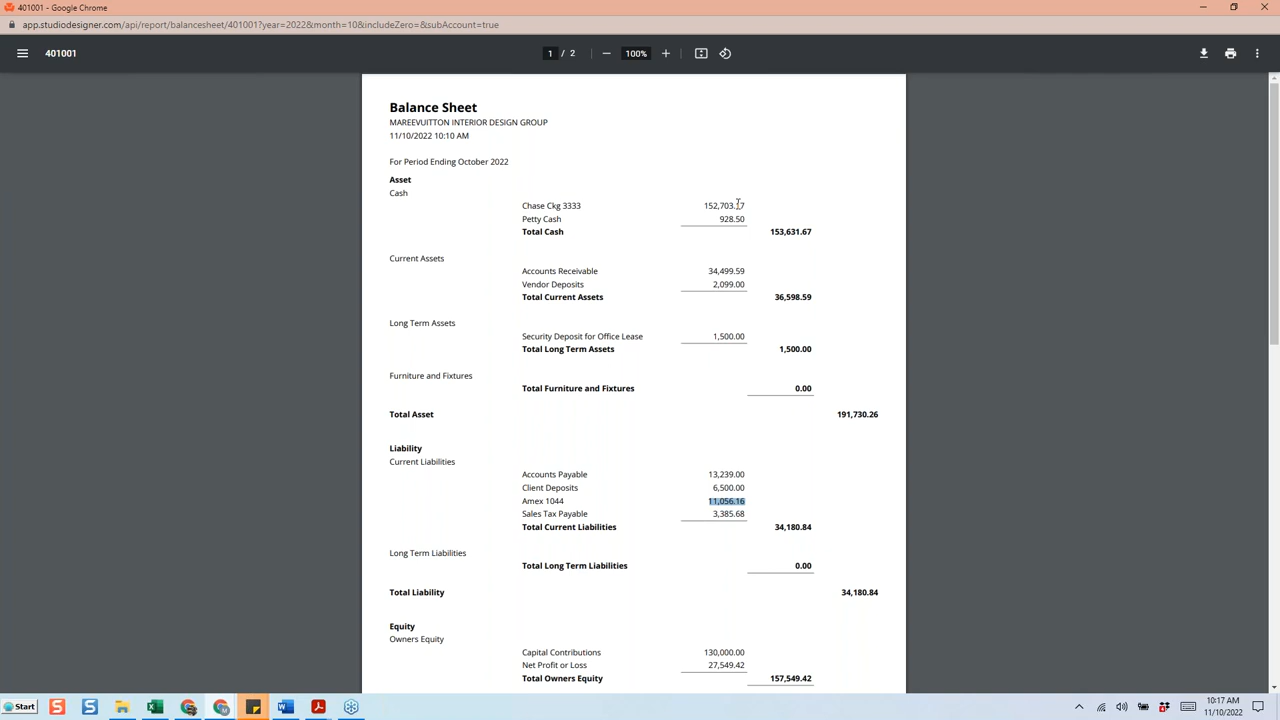 401001 - Google Chrome
app.studiodesigner.com/api/report/balancesheet/401001?year=2022&month=10&includeZero=&subAccount=true
401001
1 / 2
100%
Balance Sheet
MAREEVUITTON INTERIOR DESIGN GROUP
11/10/2022 10:10 AM
For Period Ending October 2022
Asset
Cash
Chase Ckg 3333 152,703.17
Petty Cash 928.50
Total Cash 153,631.67
Current Assets
Accounts Receivable 34,499.59
Vendor Deposits 2,099.00
Total Current Assets 36,598.59
Long Term Assets
Security Deposit for Office Lease 1,500.00
Total Long Term Assets 1,500.00
Furniture and Fixtures
Total Furniture and Fixtures 0.00
Total Asset 191,730.26
Liability
Current Liabilities
Accounts Payable 13,239.00
Client Deposits 6,500.00
Amex 1044 11,056.16
Sales Tax Payable 3,385.68
Total Current Liabilities 34,180.84
Long Term Liabilities
Total Long Term Liabilities 0.00
Total Liability 34,180.84
Equity
Owners Equity
Capital Contributions 130,000.00
Net Profit or Loss 27,549.42
Total Owners Equity 157,549.42
Start
10:17 AM
11/10/2022